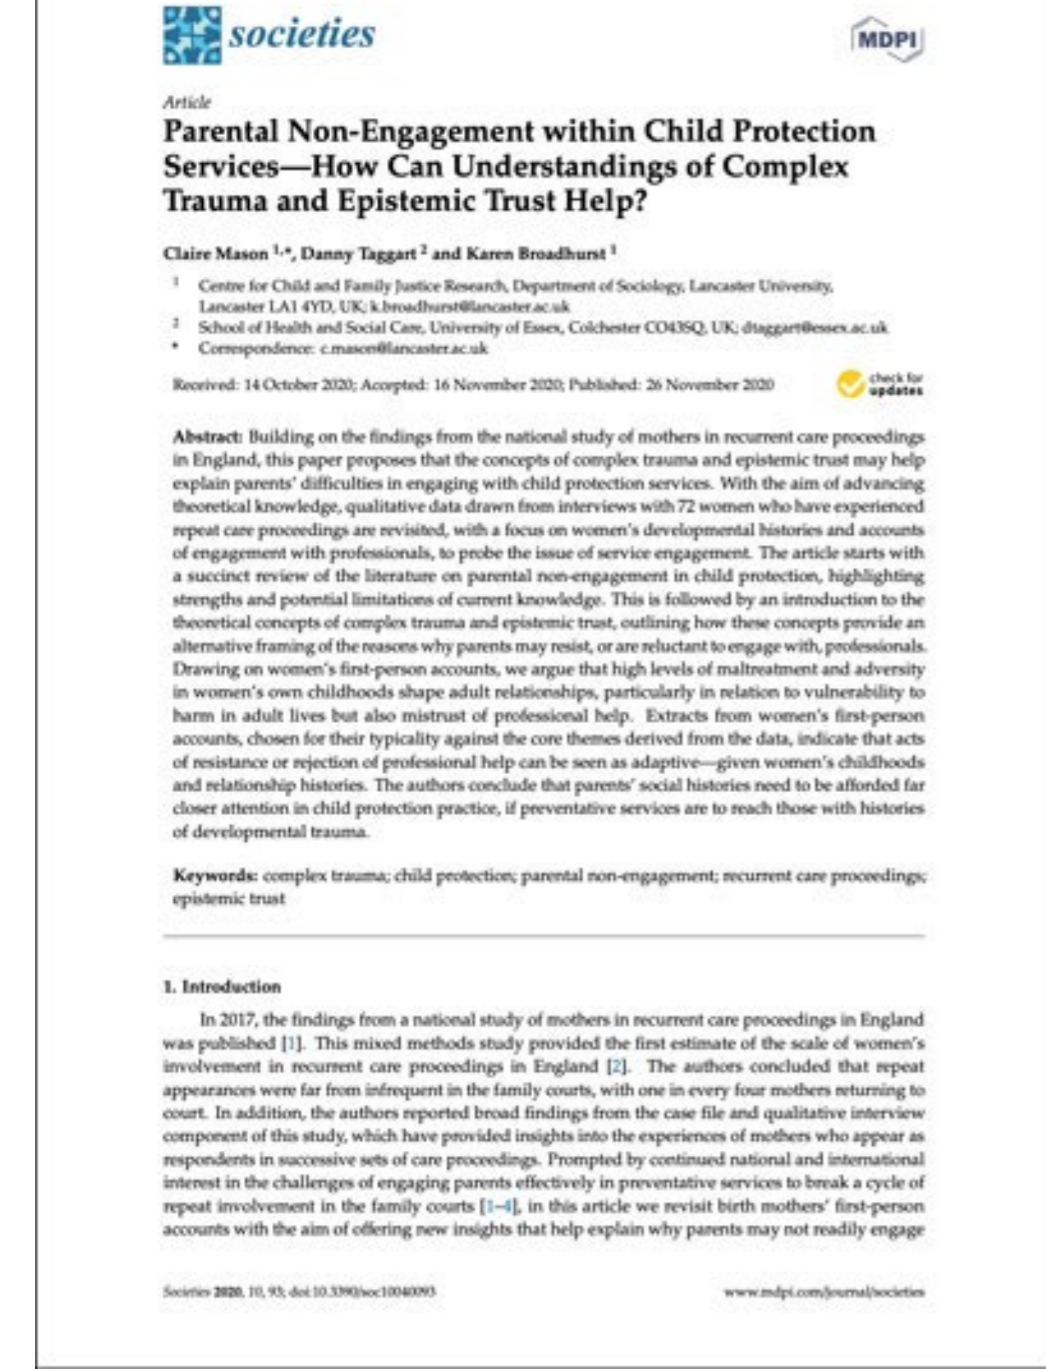 societies
MDPI
Article
Parental Non-Engagement within Child Protection
Services—How Can Understandings of Complex
Trauma and Epistemic Trust Help?
Claire Mason 1,*, Danny Taggart 2 and Karen Broadhurst 1
1 Centre for Child and Family Justice Research, Department of Sociology, Lancaster University,
Lancaster LA1 4YD, UK; k.broadhurst@lancaster.ac.uk
2 School of Health and Social Care, University of Essex, Colchester CO43SQ, UK; dtaggart@essex.ac.uk
* Correspondence: c.mason@lancaster.ac.uk
Received: 14 October 2020; Accepted: 16 November 2020; Published: 26 November 2020
check for
updates
Abstract: Building on the findings from the national study of mothers in recurrent care proceedings
in England, this paper proposes that the concepts of complex trauma and epistemic trust may help
explain parents' difficulties in engaging with child protection services. With the aim of advancing
theoretical knowledge, qualitative data drawn from interviews with 72 women who have experienced
repeat care proceedings are revisited, with a focus on women's developmental histories and accounts
of engagement with professionals, to probe the issue of service engagement. The article starts with
a succinct review of the literature on parental non-engagement in child protection, highlighting
strengths and potential limitations of current knowledge. This is followed by an introduction to the
theoretical concepts of complex trauma and epistemic trust, outlining how these concepts provide an
alternative framing of the reasons why parents may resist, or are reluctant to engage with, professionals.
Drawing on women's first-person accounts, we argue that high levels of maltreatment and adversity
in women's own childhoods shape adult relationships, particularly in relation to vulnerability to
harm in adult lives but also mistrust of professional help. Extracts from women's first-person
accounts, chosen for their typicality against the core themes derived from the data, indicate that acts
of resistance or rejection of professional help can be seen as adaptive—given women's childhoods
and relationship histories. The authors conclude that parents' social histories need to be afforded far
closer attention in child protection practice, if preventative services are to reach those with histories
of developmental trauma.
Keywords: complex trauma; child protection; parental non-engagement; recurrent care proceedings;
epistemic trust
1. Introduction
In 2017, the findings from a national study of mothers in recurrent care proceedings in England
was published [1]. This mixed methods study provided the first estimate of the scale of women's
involvement in recurrent care proceedings in England [2]. The authors concluded that repeat
appearances were far from infrequent in the family courts, with one in every four mothers returning to
court. In addition, the authors reported broad findings from the case file and qualitative interview
component of this study, which have provided insights into the experiences of mothers who appear as
respondents in successive sets of care proceedings. Prompted by continued national and international
interest in the challenges of engaging parents effectively in preventative services to break a cycle of
repeat involvement in the family courts [1–4], in this article we revisit birth mothers' first-person
accounts with the aim of offering new insights that help explain why parents may not readily engage
Societies 2020, 10, 93; doi:10.3390/soc10040093
www.mdpi.com/journal/societies